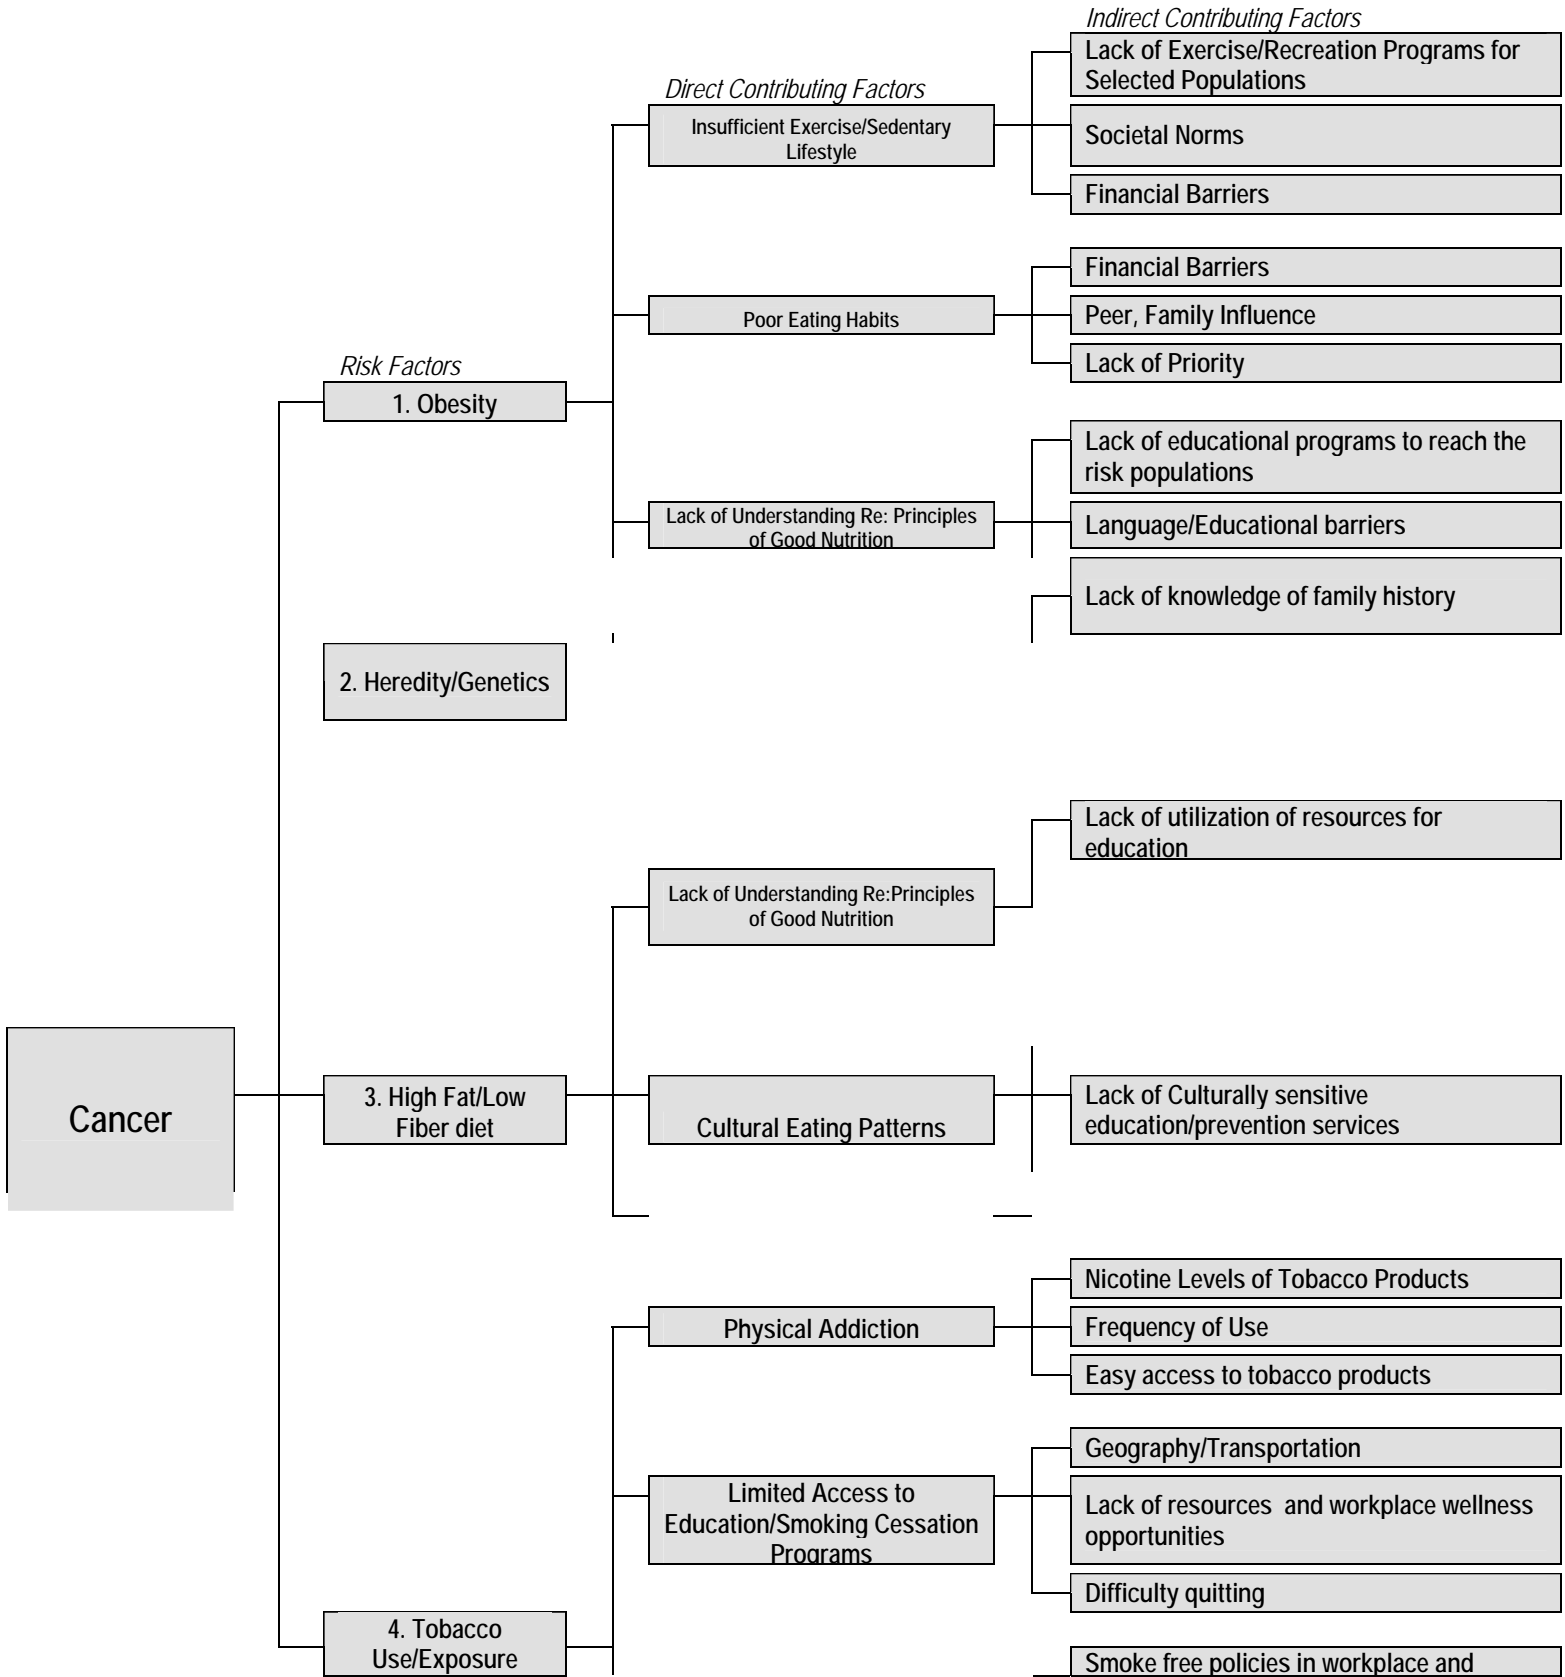 Indirect Contributing Factors
Lack of Exercise/Recreation Programs for
Selected Populations
Direct Contributing Factors
Insufficient Exercise/Sedentary
Lifestyle
Societal Norms
Financial Barriers
Financial Barriers
Poor Eating Habits
Peer, Family Influence
Lack of Priority
Risk Factors
1. Obesity
Lack of educational programs to reach the
risk populations
Lack of Understanding Re: Principles
of Good Nutrition
Language/Educational barriers
Lack of knowledge of family history
2. Heredity/Genetics
Lack of utilization of resources for
education
Lack of Understanding Re:Principles
of Good Nutrition
Cancer
3. High Fat/Low
Fiber diet
Cultural Eating Patterns
Lack of Culturally sensitive
education/prevention services
Nicotine Levels of Tobacco Products
Physical Addiction
Frequency of Use
Easy access to tobacco products
Geography/Transportation
Limited Access to
Education/Smoking Cessation
Programs
Lack of resources and workplace wellness
opportunities
Difficulty quitting
4. Tobacco
Use/Exposure
Smoke free policies in workplace and